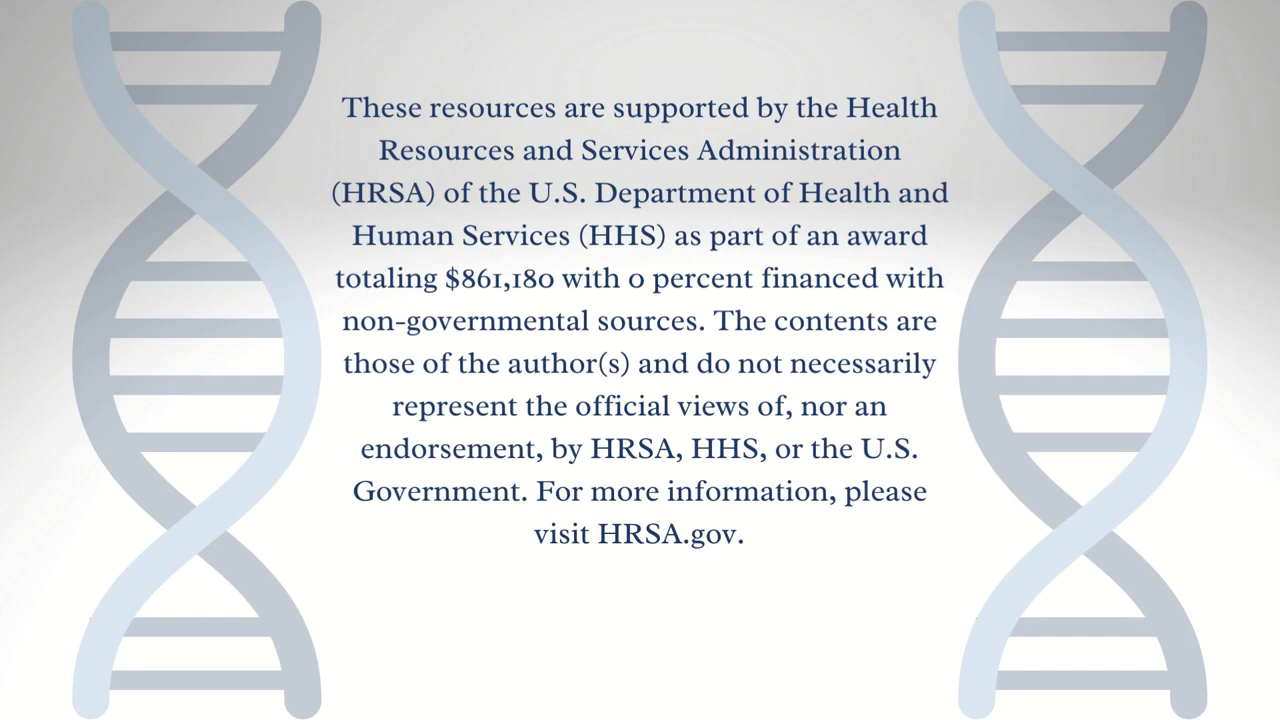 These resources are supported by the Health
Resources and Services Administration
(HRSA) of the U.S. Department of Health and
Human Services (HHS) as part of an award
totaling $861,180 with 0 percent financed with
non-governmental sources. The contents are
those of the author(s) and do not necessarily
represent the official views of, nor an
endorsement, by HRSA, HHS, or the U.S.
Government. For more information, please
visit HRSA.gov.